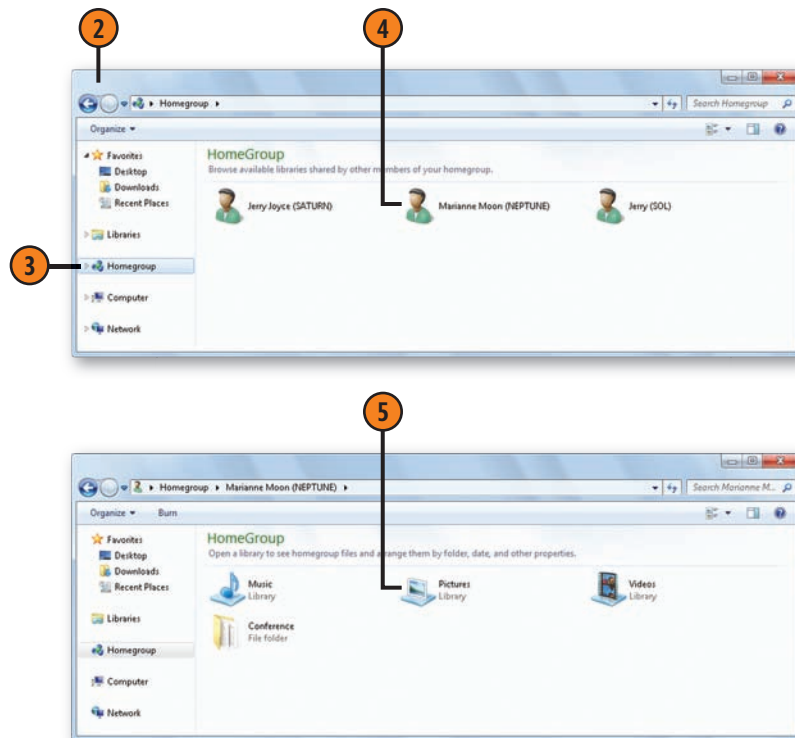 2
4
Homegroup
Search Homegroup
Organize
Favorites
Desktop
Downloads
Recent Places
Libraries
3
Homegroup
Computer
Network
HomeGroup
Browse available libraries shared by other members of your homegroup.
Jerry Joyce (SATURN)
Marianne Moon (NEPTUNE)
Jerry (SOL)
5
Homegroup
Marianne Moon (NEPTUNE)
Search Marianne M...
Organize
Burn
Favorites
Desktop
Downloads
Recent Places
Libraries
Homegroup
Computer
Network
HomeGroup
Open a library to see homegroup files and arrange them by folder, date, and other properties.
Music
Library
Pictures
Library
Videos
Library
Conference
File folder